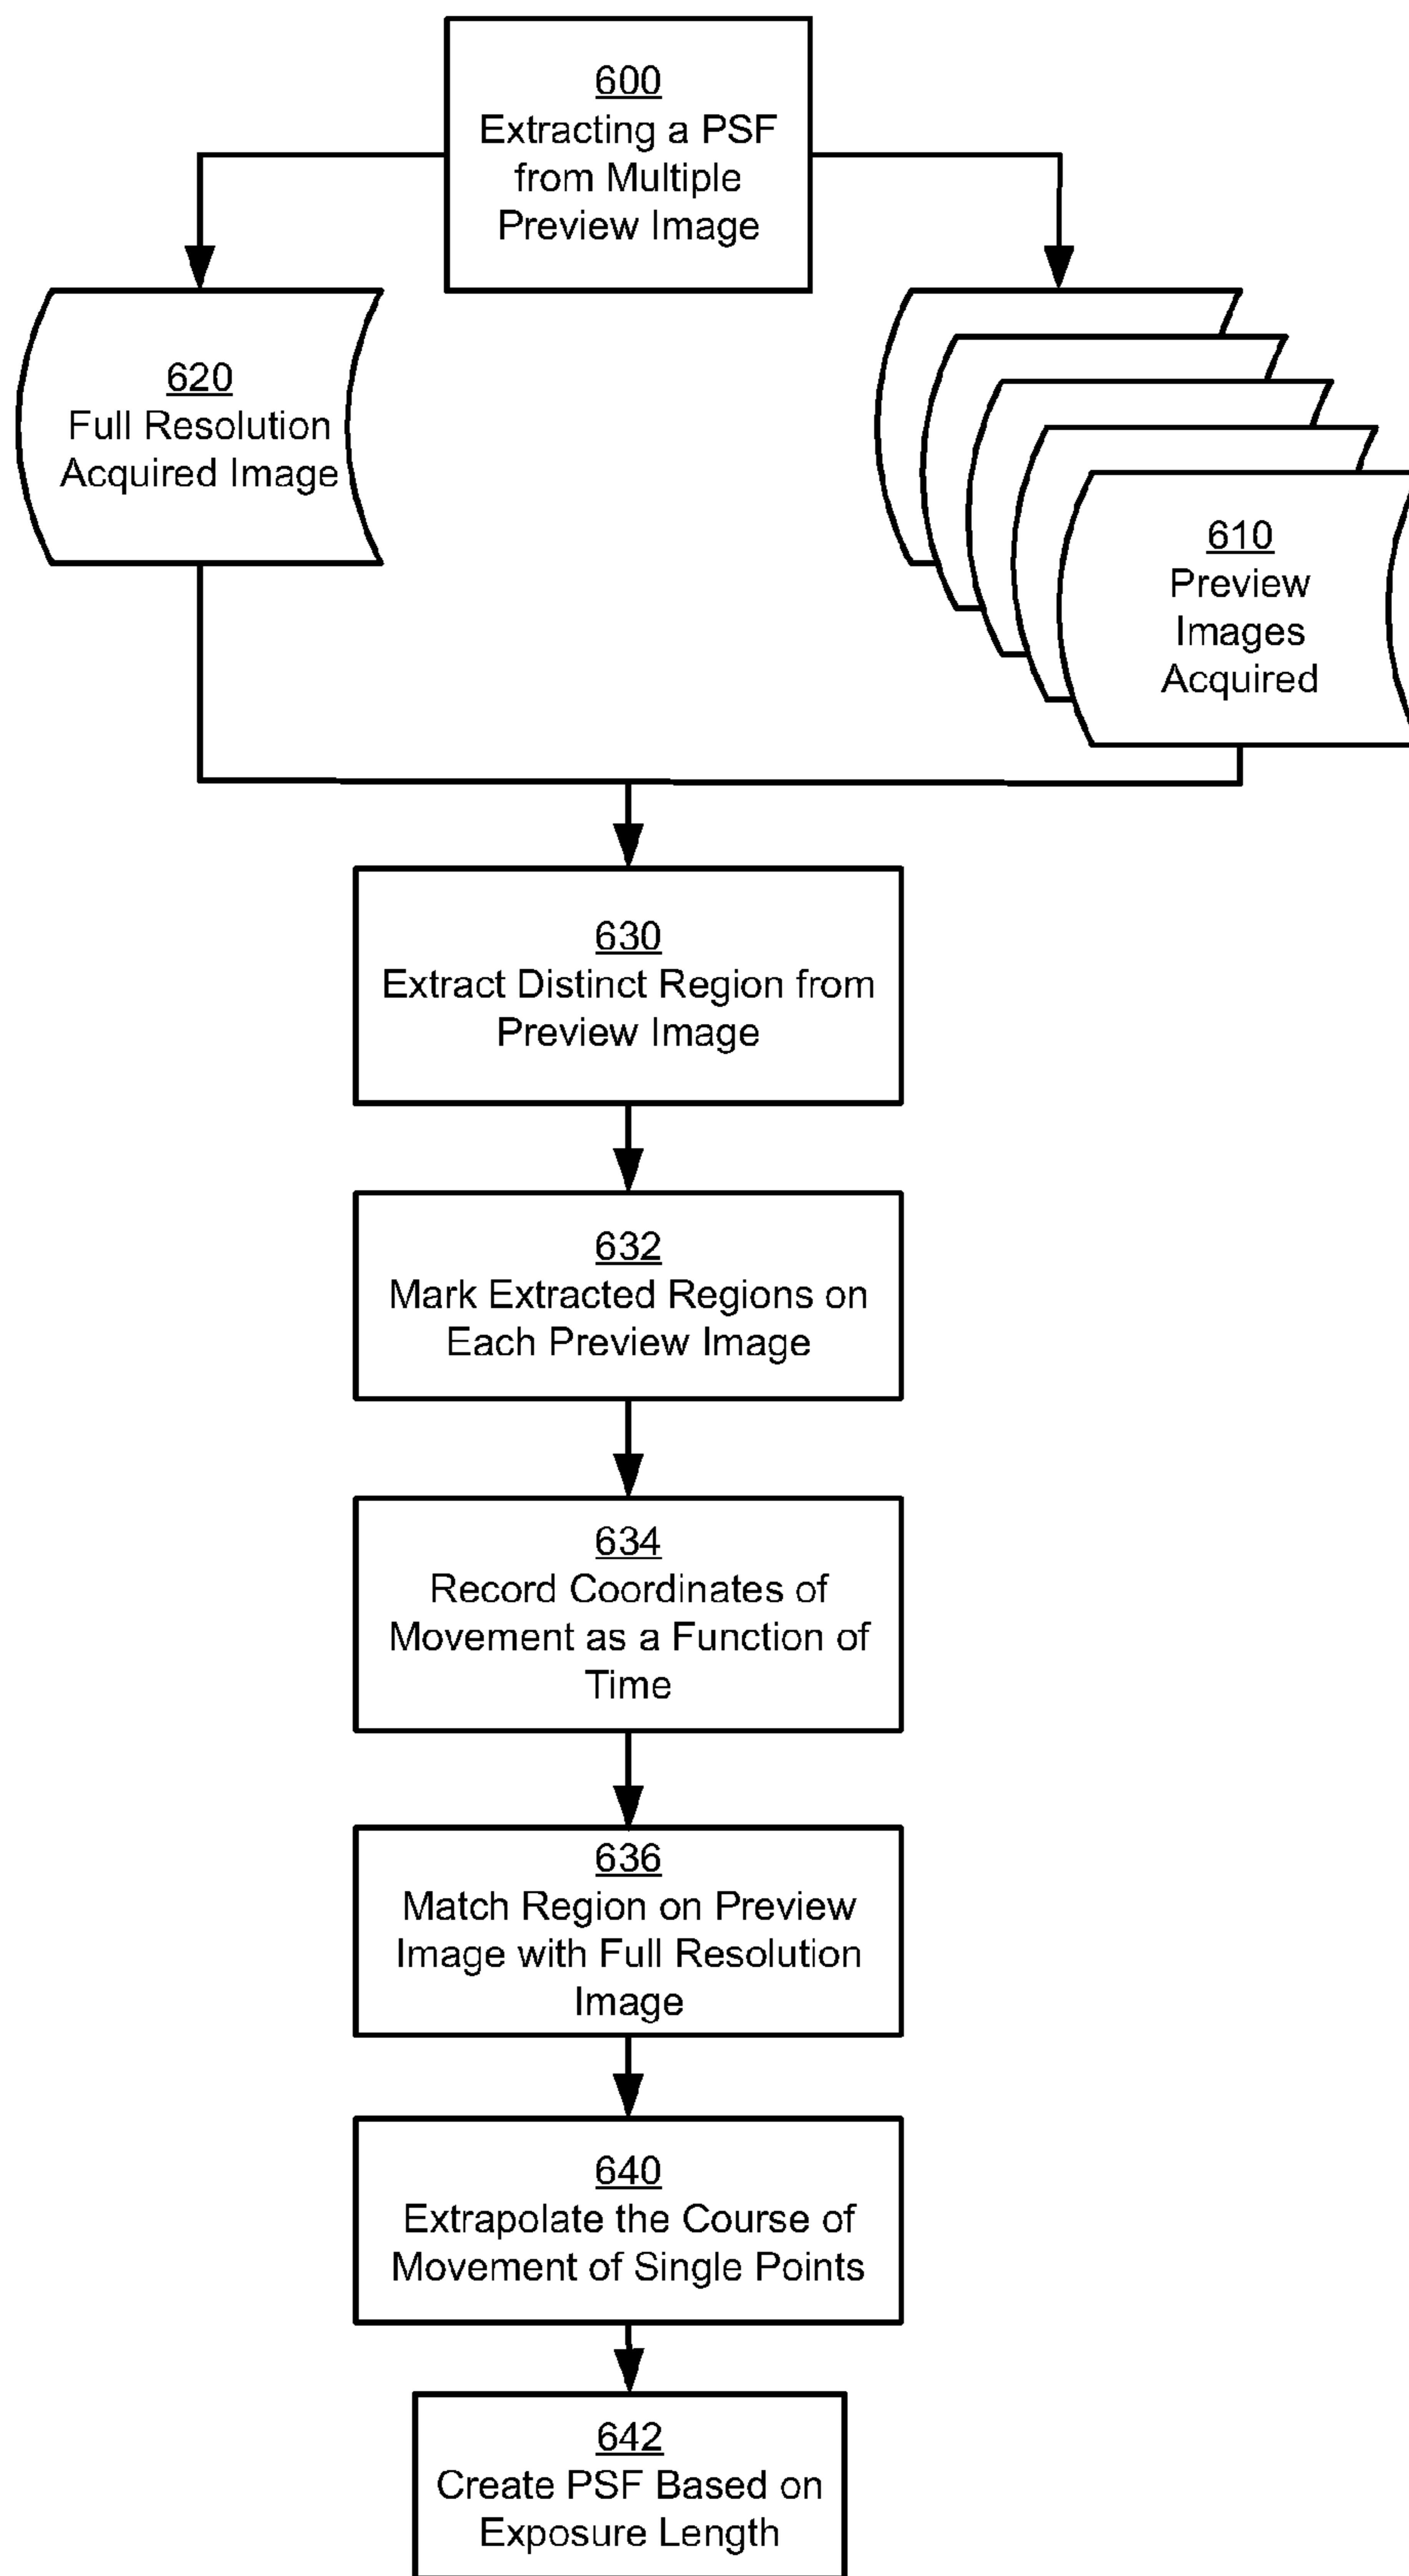 600
Extracting a PSF
from Multiple
Preview Image
620
Full Resolution
Acquired Image
610
Preview
Images
Acquired
630
Extract Distinct Region from
Preview Image
632
Mark Extracted Regions on
Each Preview Image
634
Record Coordinates of
Movement as a Function of
Time
636
Match Region on Preview
Image with Full Resolution
Image
640
Extrapolate the Course of
Movement of Single Points
642
Create PSF Based on
Exposure Length